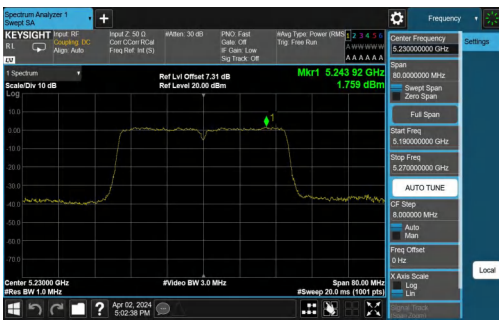 Spectrum Analyzer 1
Swept SA
Frequency
Settings
KEYSIGHT Input: RF
RL
Coupling: DC
Align: Auto
Input Z: 50 Ω
Corr CCorr RCal
Freq Ref: Int (S)
#Atten: 30 dB
PNO: Fast
Gate: Off
IF Gain: Low
Sig Track: Off
#Avg Type: Power (RMS
Trig: Free Run
1 2 3 4 5 6
A W W W W W
A A A A A A
LV
1 Spectrum
Scale/Div 10 dB
Log
Ref Lvl Offset 7.31 dB
Ref Level 20.00 dBm
Mkr1 5.243 92 GHz
1.759 dBm
1
10.0
0.00
-10.0
-20.0
-30.0
-40.0
-50.0
-60.0
-70.0
Center 5.23000 GHz
#Res BW 1.0 MHz
#Video BW 3.0 MHz
Span 80.00 MHz
#Sweep 20.0 ms (1001 pts)
Center Frequency
5.230000000 GHz
Span
80.0000000 MHz
Swept Span
Zero Span
Full Span
Start Freq
5.190000000 GHz
Stop Freq
5.270000000 GHz
AUTO TUNE
CF Step
8.000000 MHz
Auto
Man
Freq Offset
0 Hz
X Axis Scale
Log
Lin
Local
Signal Track
(Span Zoom)
?
Apr 02, 2024
5:02:38 PM